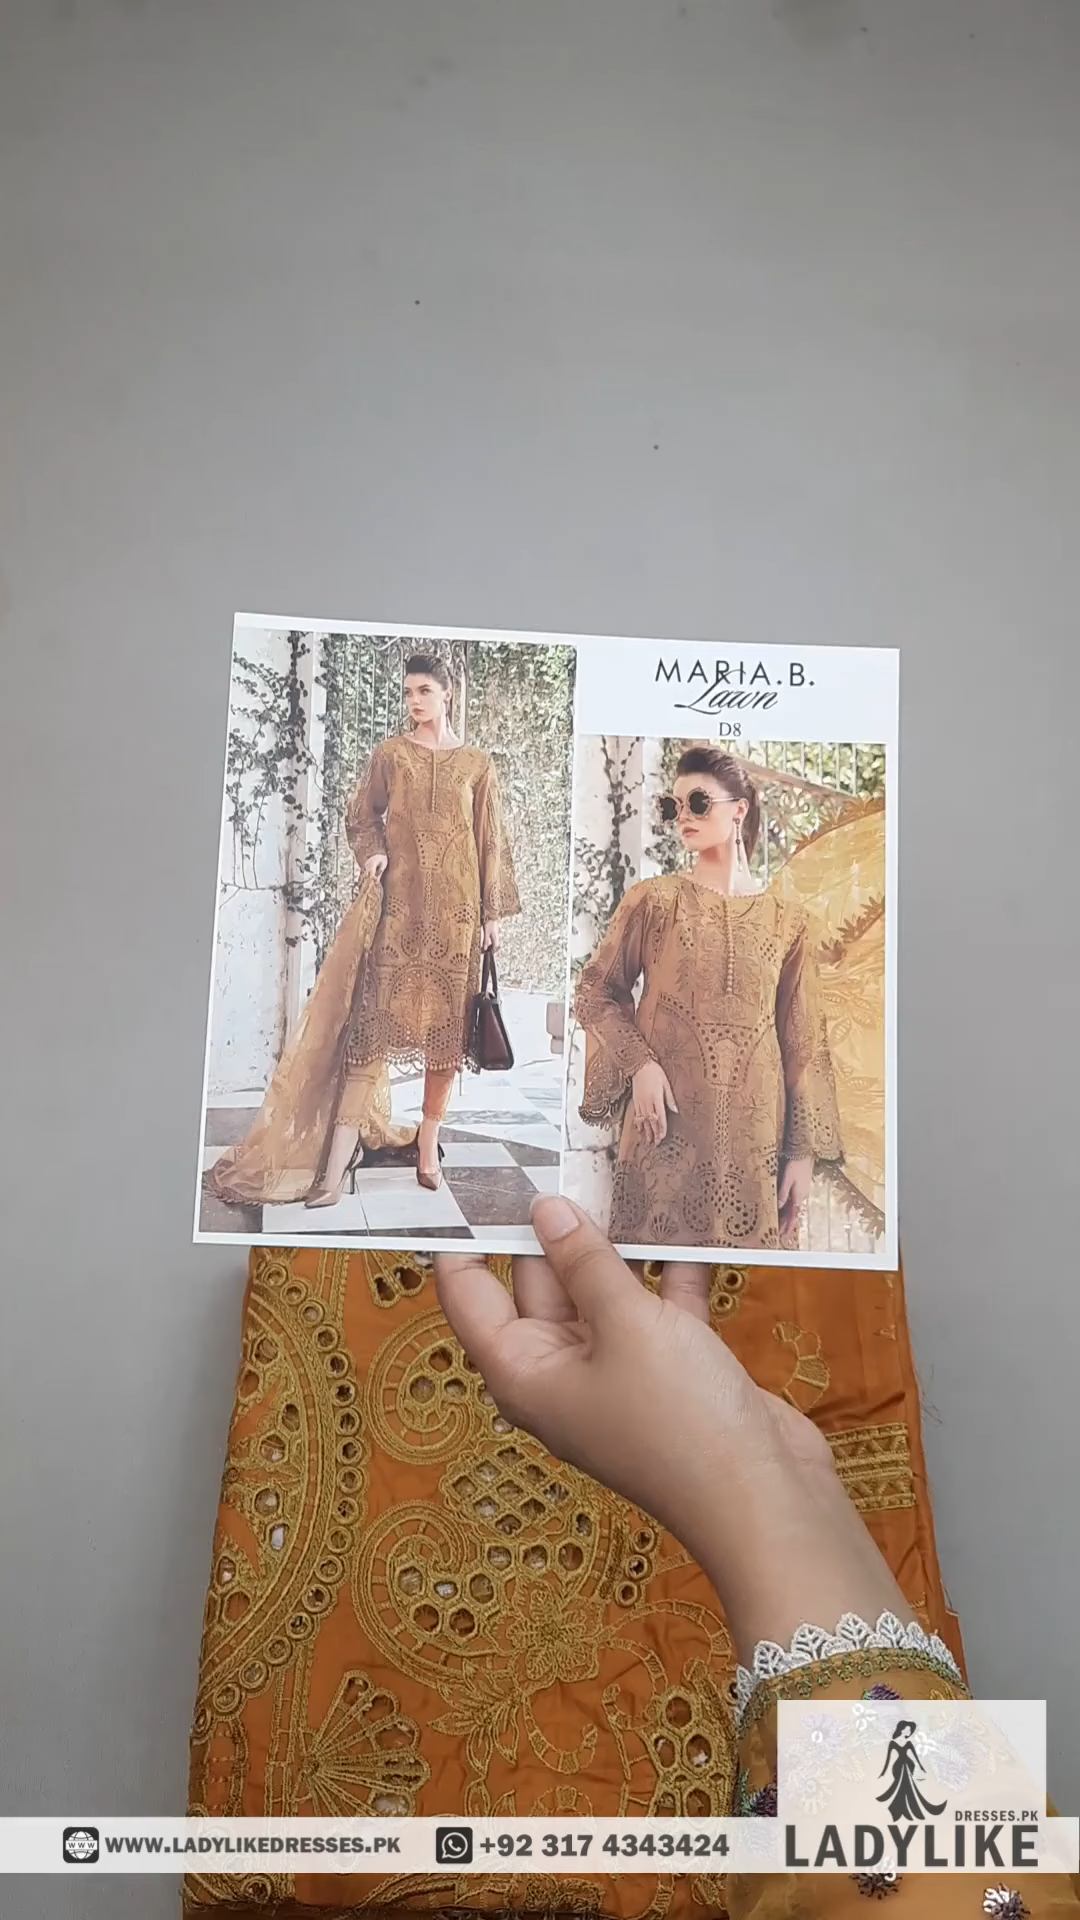 MARIA.B.
Lawn
D8
WWW.LADYLIKEDRESSES.PK
+92 317 4343424
DRESSES.PK
LADYLIKE